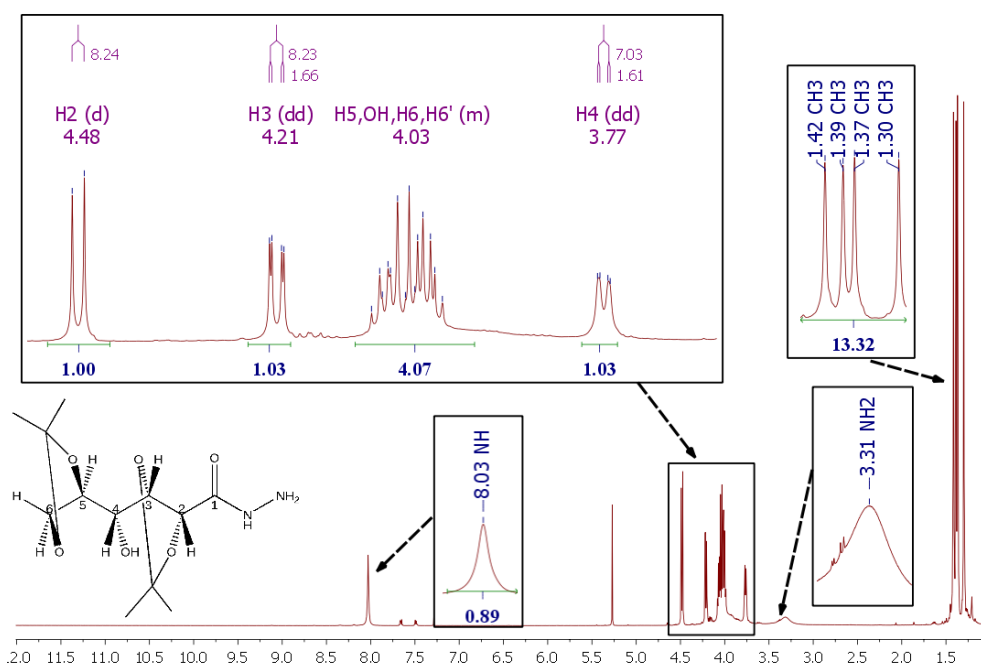 8.24
8.23
1.66
7.03
1.61
H2 (d)
4.48
H3 (dd)
4.21
H5,OH,H6,H6' (m)
4.03
H4 (dd)
3.77
1.00
1.03
4.07
1.03
1.42 CH3
1.39 CH3
1.37 CH3
1.30 CH3
13.32
8.03 NH
0.89
3.31 NH2
O
H
O
H
O
H
6
5
4
3
2
1
NH2
N
H
H
O
H
OH
O
H
12.0 11.5 11.0 10.5 10.0 9.5 9.0 8.5 8.0 7.5 7.0 6.5 6.0 5.5 5.0 4.5 4.0 3.5 3.0 2.5 2.0 1.5 1.0